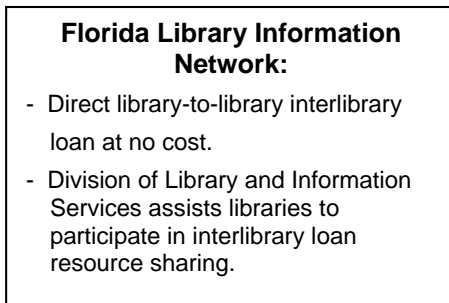 Florida Library Information
Network:
- Direct library-to-library interlibrary
loan at no cost.
- Division of Library and Information
Services assists libraries to
participate in interlibrary loan
resource sharing.